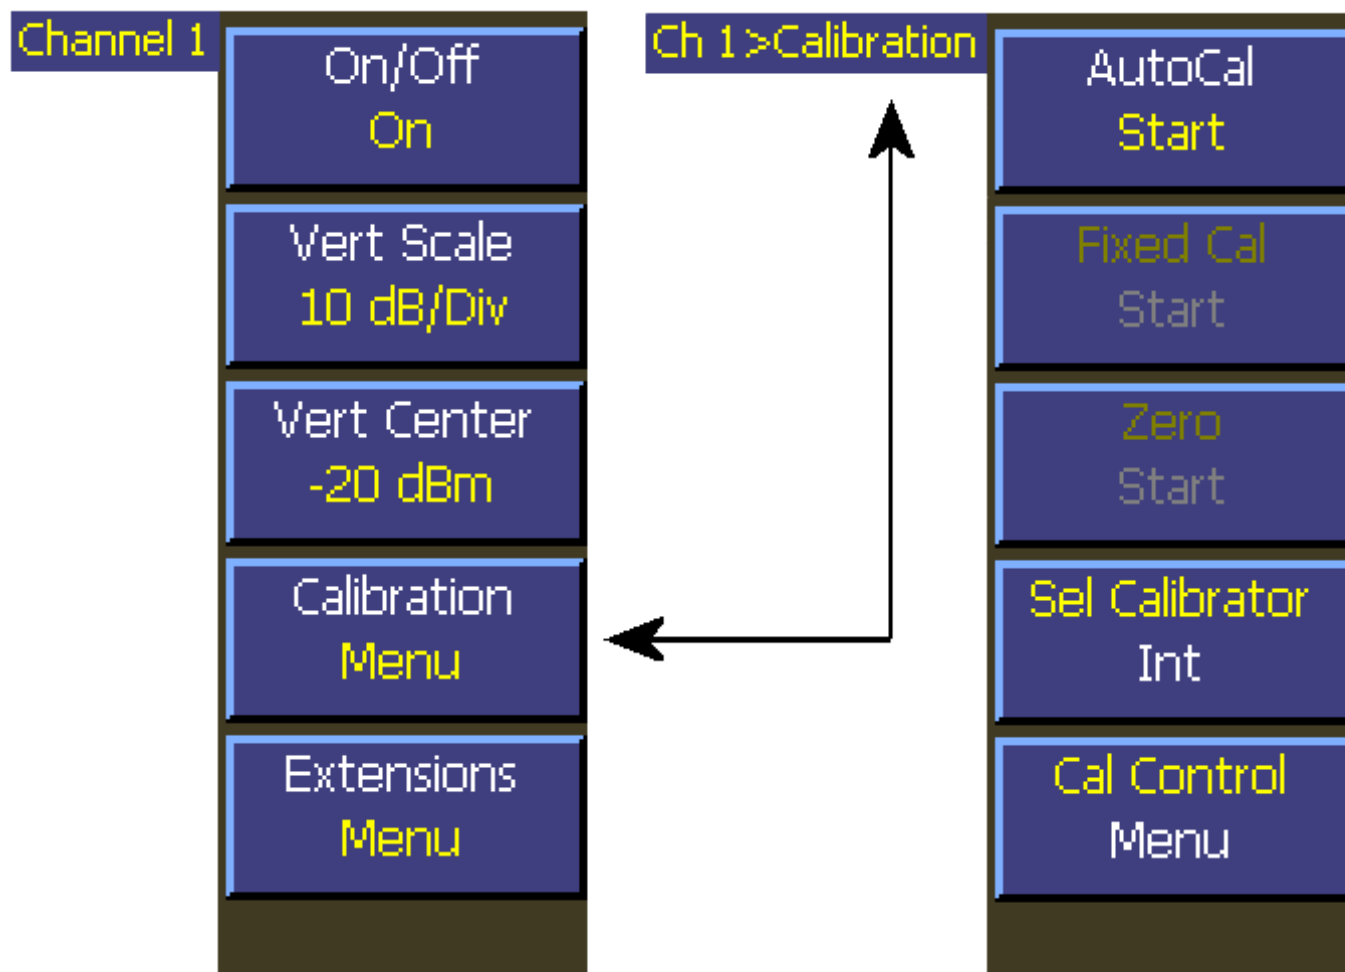 Channel 1
On/Off
On
Vert Scale
10 dB/Div
Vert Center
-20 dBm
Calibration
Menu
Extensions
Menu
Ch 1>Calibration
AutoCal
Start
Fixed Cal
Start
Zero
Start
Sel Calibrator
Int
Cal Control
Menu